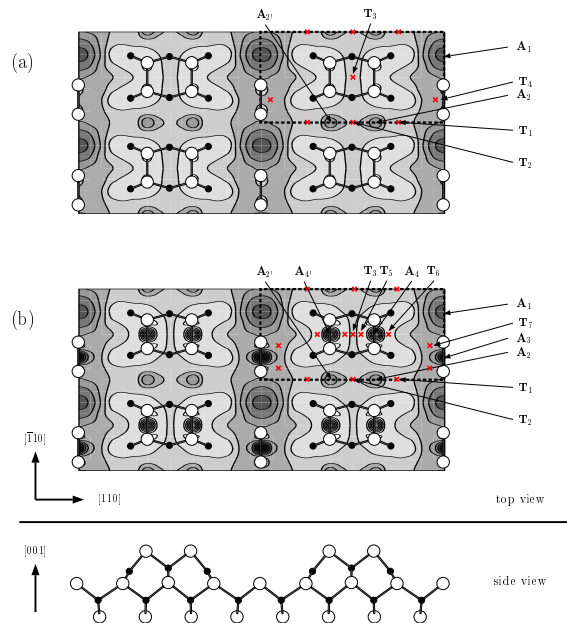 A2' T3
(a)
A1
T4
A2
T1
T2
A2' A4' T3 T5 A4 T6
(b)
A1
T7
A3
A2
T1
T2
[1̅10]
[110]
top view
[001]
side view